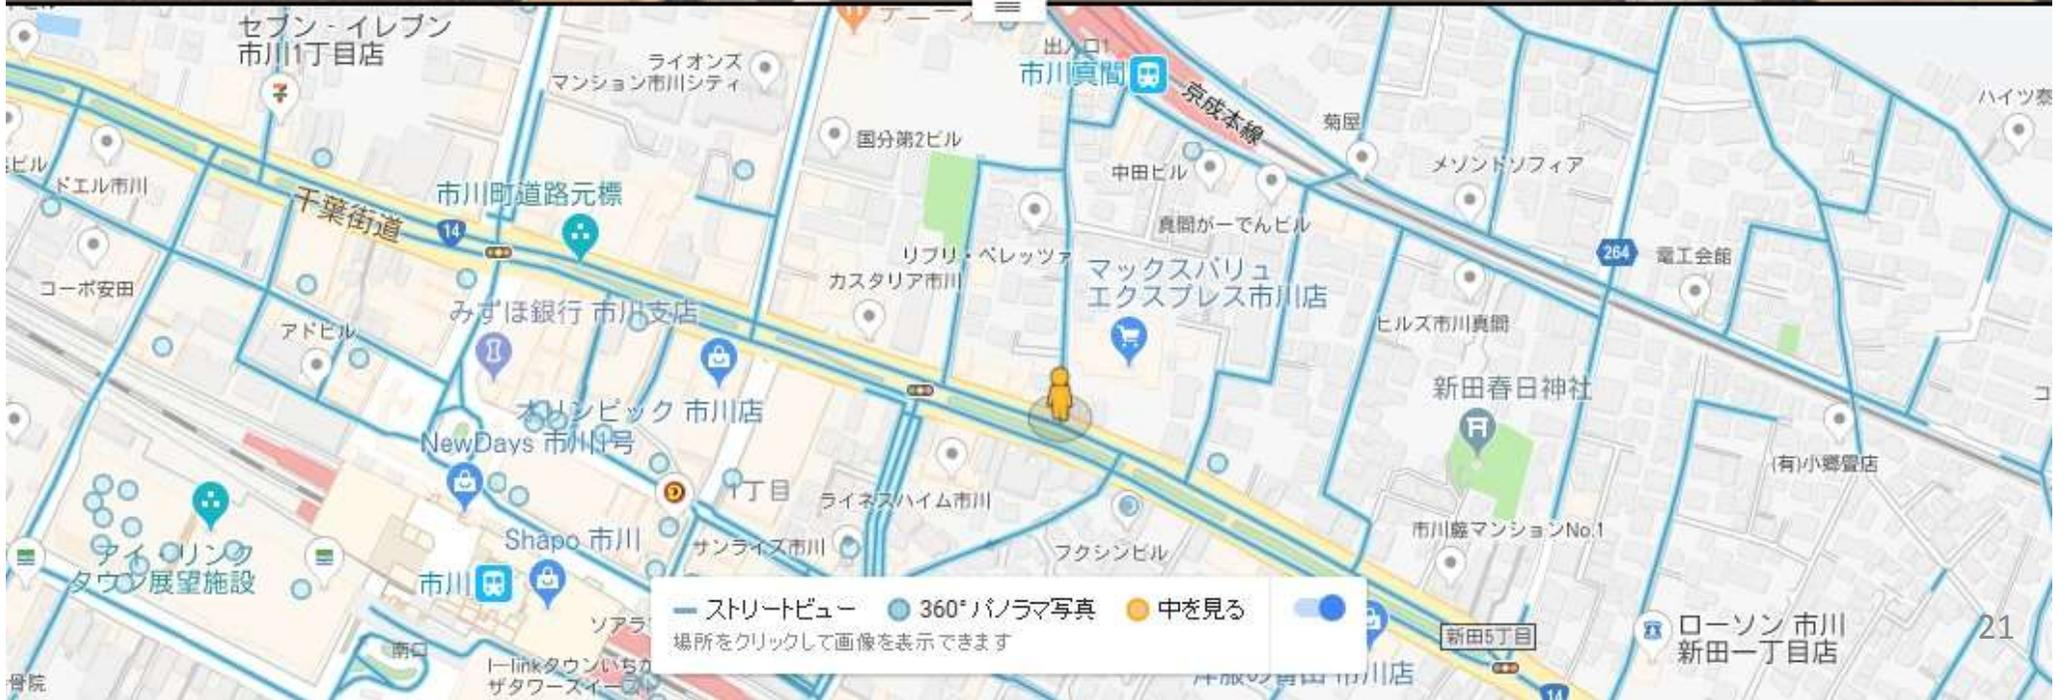 セブン - イレブン
市川1丁目店
ライオンズ
マンション市川シティ
出入口1
市川真間
京成本線
菊屋
国分第2ビル
中田ビル
メゾンドソフィア
ドエル市川
市川町道路元標
千葉街道
14
真間がーでんビル
264
電工会館
リブリ・ベレッツァ
カスタリア市川
マックスバリュ
エクスプレス市川店
コーポ安田
みずほ銀行 市川支店
アドビル
ヒルズ市川真間
新田春日神社
オリンピック 市川店
NewDays 市川1号
1丁目
ライネスハイム市川
(有)小郷畳店
Shapo 市川
サンライズ市川
フクシンビル
市川籐マンションNo.1
アイ・リンク
タウン展望施設
市川
ストリートビュー
360°パノラマ写真
中を見る
場所をクリックして画像を表示できます
新田5丁目
ローソン 市川
新田一丁目店
21
南口
14